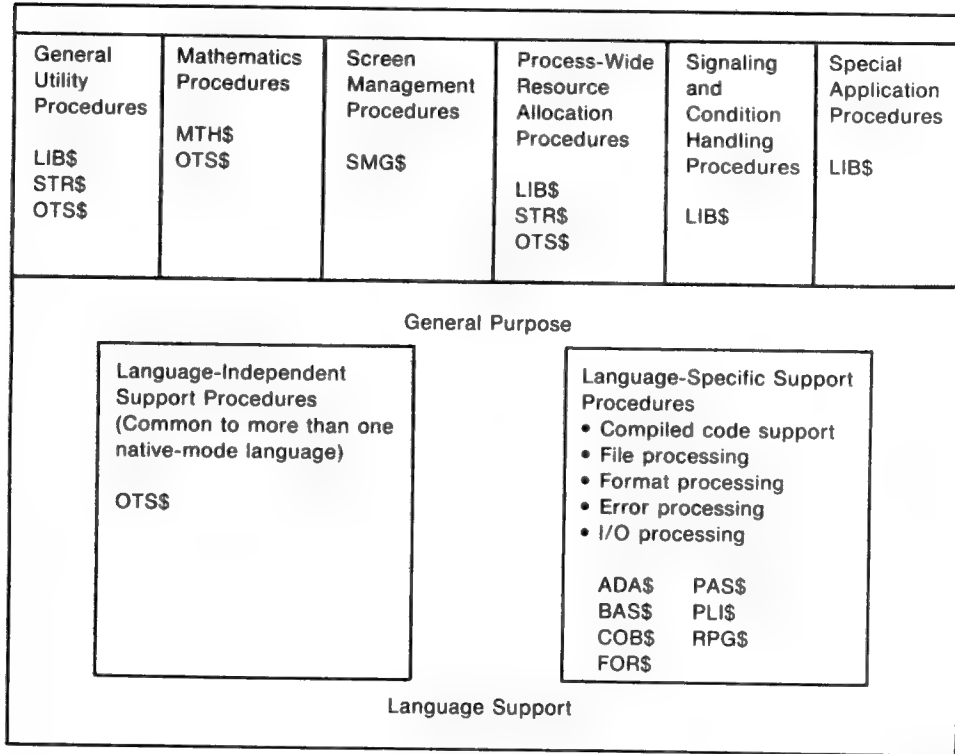 General
Utility
Procedures
LIB$
STR$
OTS$
Mathematics
Procedures
MTH$
OTS$
Screen
Management
Procedures
SMG$
Process-Wide
Resource
Allocation
Procedures
LIB$
STR$
OTS$
Signaling
and
Condition
Handling
Procedures
LIB$
Special
Application
Procedures
LIB$
General Purpose
Language-Independent
Support Procedures
(Common to more than one
native-mode language)
OTS$
Language-Specific Support
Procedures
• Compiled code support
• File processing
• Format processing
• Error processing
• I/O processing
ADA$ PAS$
BAS$ PLI$
COB$ RPG$
FOR$
Language Support